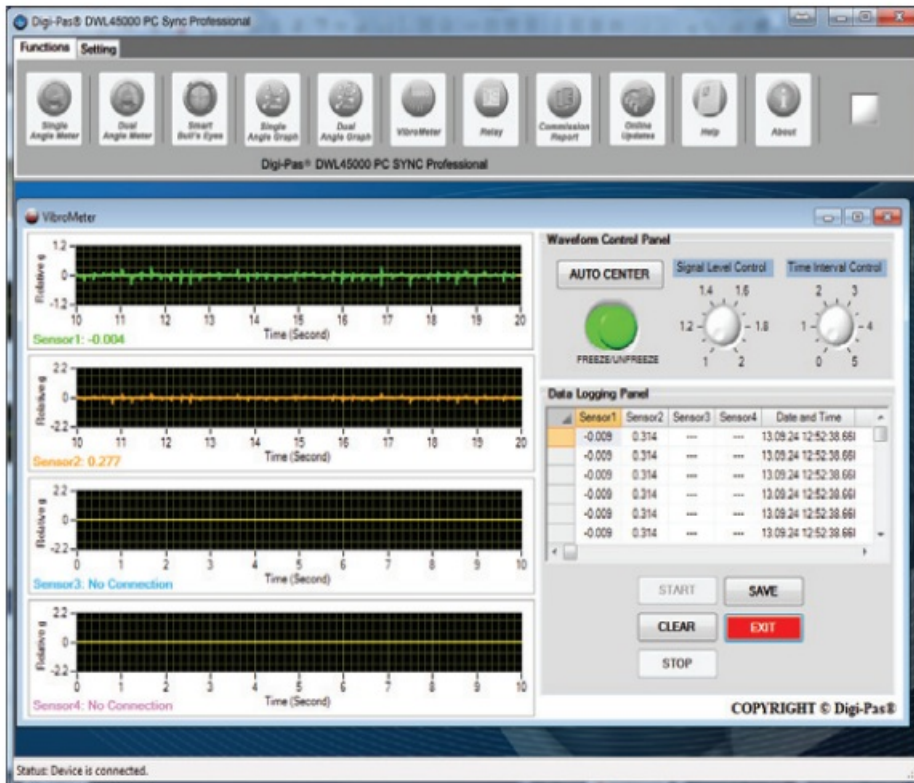 Digi-Pas® DWL45000 PC Sync Professional
Functions Setting
Single Angle Meter
Dual Angle Meter
Smart Bull's Eyes
Single Angle Graph
Dual Angle Graph
VibroMeter
Relay
Commission Report
Online Updates
Help
About
Digi-Pas® DWL45000 PC SYNC Professional
VibroMeter
Relative g
1.2
0
-1.2
10 11 12 13 14 15 16 17 18 19 20
Time (Second)
Sensor1: -0.004
Relative g
2.2
0
-2.2
10 11 12 13 14 15 16 17 18 19 20
Time (Second)
Sensor2: 0.277
Relative g
2.2
0
-2.2
0 1 2 3 4 5 6 7 8 9 10
Time (Second)
Sensor3: No Connection
Relative g
2.2
0
-2.2
0 1 2 3 4 5 6 7 8 9 10
Time (Second)
Sensor4: No Connection
Waveform Control Panel
AUTO CENTER
FREEZE/UNFREEZE
Signal Level Control
1.4 1.6
1.2 1.8
1 2
Time Interval Control
2 3
1 4
0 5
Data Logging Panel
Sensor1 Sensor2 Sensor3 Sensor4 Date and Time
-0.009 0.314 --- --- 13.09.24 12:52:38.66
-0.009 0.314 --- --- 13.09.24 12:52:38.66
-0.009 0.314 --- --- 13.09.24 12:52:38.66
-0.009 0.314 --- --- 13.09.24 12:52:38.66
-0.009 0.314 --- --- 13.09.24 12:52:38.66
-0.009 0.314 --- --- 13.09.24 12:52:38.66
START SAVE
CLEAR EXIT
STOP
COPYRIGHT © Digi-Pas®
Status: Device is connected.